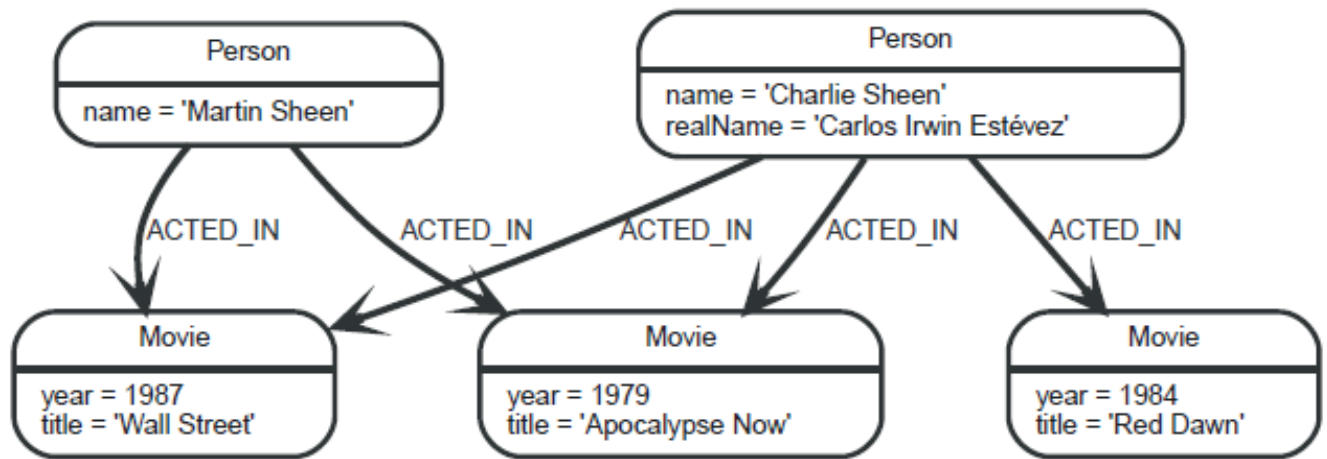 Person
name = 'Martin Sheen'
Person
name = 'Charlie Sheen'
realName = 'Carlos Irwin Estévez'
ACTED_IN
ACTED_IN
ACTED_IN
ACTED_IN
ACTED_IN
Movie
year = 1987
title = 'Wall Street'
Movie
year = 1979
title = 'Apocalypse Now'
Movie
year = 1984
title = 'Red Dawn'